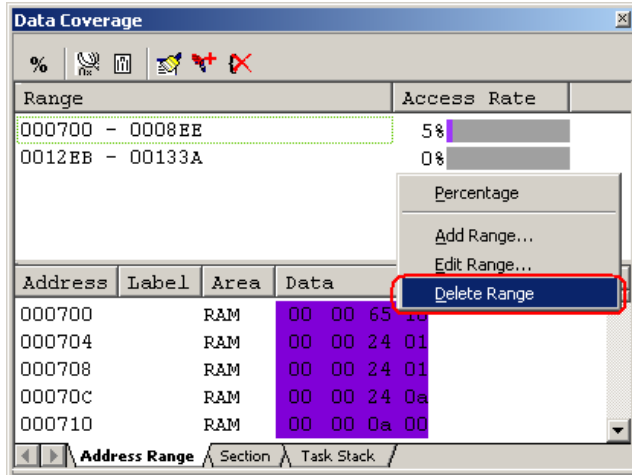 Data Coverage
%
Range Access Rate
000700 - 0008EE 5%
0012EB - 00133A 0%
Percentage
Add Range...
Edit Range...
Delete Range
Address Label Area Data
000700 RAM 00 00 65
000704 RAM 00 00 24 01
000708 RAM 00 00 24 01
00070C RAM 00 00 24 0a
000710 RAM 00 00 0a 00
Address Range Section Task Stack